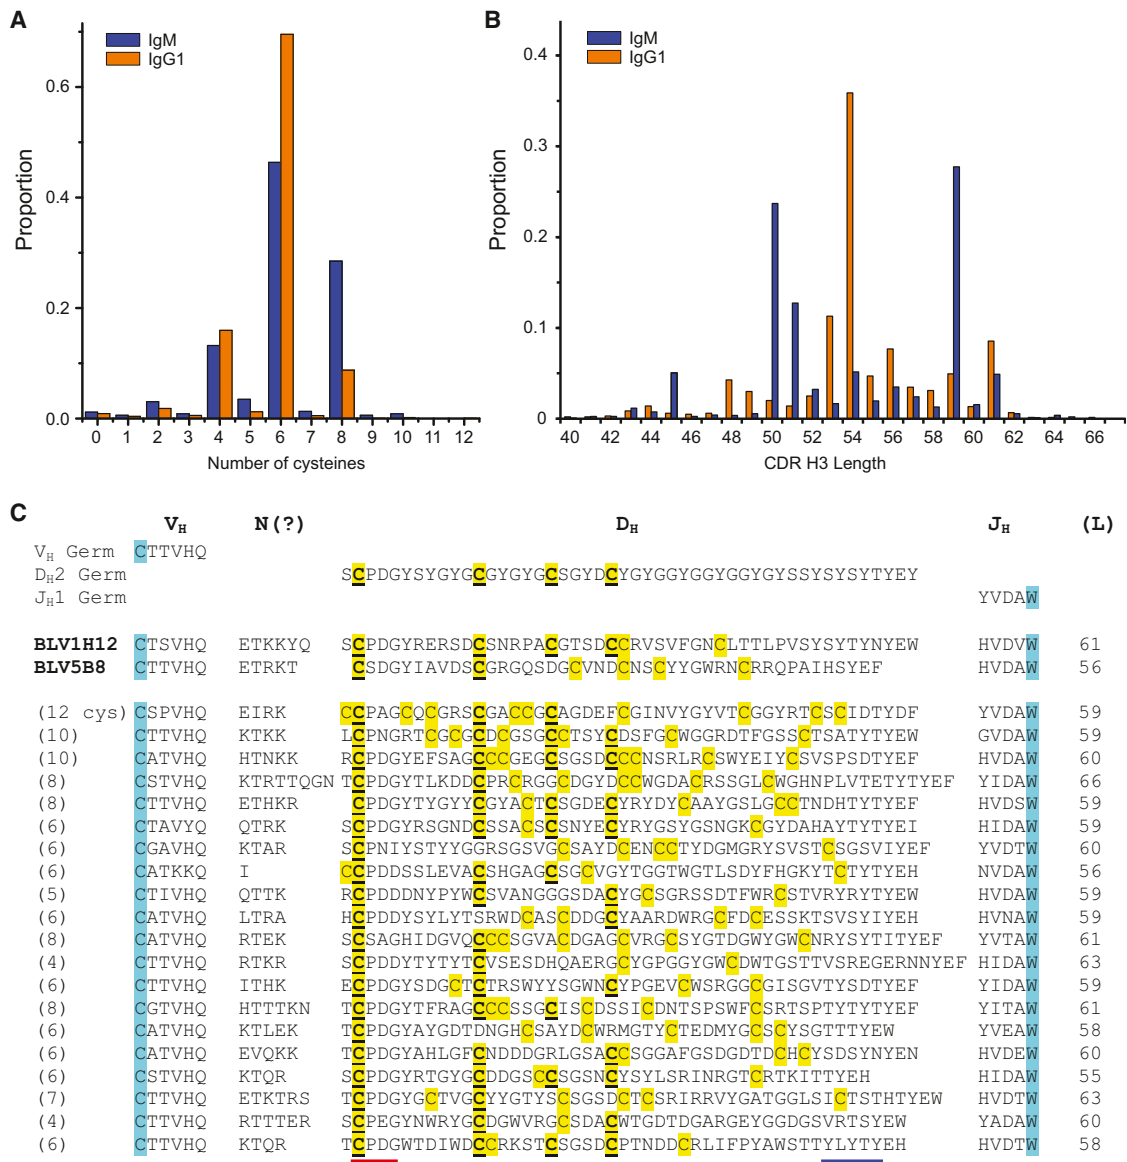 A
B
IgM
IgG1
IgM
IgG1
Proportion
0.6
0.4
0.2
0.0
0 1 2 3 4 5 6 7 8 9 10 11 12
Number of cysteines
Proportion
0.4
0.3
0.2
0.1
0
40 42 44 46 48 50 52 54 56 58 60 62 64 66
CDR H3 Length
C
VH N(?) DH JH (L)
VH Germ CTTVHQ
DH2 Germ SCPDGYSYGYGCGYGYGCSGYDCYGYGGYGGYGGYGYSSYSYSYTYEY
JH1 Germ YVDAW
BLV1H12 CTSVHQ ETKKYQ SCPDGYRERSDCSNRPACGTSDCCRVSVFGNCLTTLPVSYSYTYNYEW HVDVW 61
BLV5B8 CTTVHQ ETRKT CSDGYIAVDSCGRGQSDGCVNDCNSCYYGWRNCRRQPAIHSYEF HVDAW 56
(12 cys) CSPVHQ EIRK CCPAGCQCGRSCGACCGCAGDEFCGINVYGYVTCGGYRTCSCIDTYDF YVDAW 59
(10) CTTVHQ KTKK LCPNGRTCGCGCDCGSGCCTSYCDSFGCWGGRDTFGSSCTSATYTYEW GVDAW 59
(10) CATVHQ HTNKK RCPDGYEFSAGCCCGEGCSGSDCCCNSRLRCSWYEIYCSVSPSDTYEF HVDAW 60
(8) CSTVHQ KTRTTQGN TCPDGYTLKDDCPRCRGGCDGYDCCWGDACRSSGLCWGHNPLVTETYTYEF YIDAW 66
(8) CTTVHQ ETHKR CPDGYTYGYYCGYACTCSGDECYRYDYCAAYGSLGCCTNDHTYTYEF HVDSW 59
(6) CTAVYQ QTRK SCPDGYRSGNDCSSACSCSNYECYRYGSYGSNGKCGYDAHAYTYTYEI HIDAW 59
(6) CGAVHQ KTAR SCPNIYSTYYGGRSGSVGCSAYDCENCCTYDGMGRYSVSTCSGSVIYEF YVDTW 60
(6) CATKKQ I CCPDDSSLEVACSHGAGCSGCVGYTGGTWGTLSDYFHGKYTCTYTYEH NVDAW 56
(5) CTIVHQ QTTK RCPDDDNYPYWCSVANGGGSDACYGCSGRSSDTFWRCSTVRYRYTYEW HVDAW 59
(6) CATVHQ LTRA HCPDDYSYLYTSRWDCASCDDGCYAARDWRGCFDCESSKTSVSYIYEH HVNAW 59
(8) CATVHQ RTEK SCSAGHIDGVQCCCSGVACDGAGCVRGCSYGTDGWYGWCNRYSYTITYEF YVTAW 61
(4) CTTVHQ RTKR SCPDDYTYTYTCVSESDHQAERGCYGPGGYGWCDWTGSTTVSREGERNNYEF HIDAW 63
(6) CTTVHQ ITHK ECPDGYSDGCTCTRSWYYSGWNCYPGEVCWSRGGCGISGVTYSDTYEF YIDAW 59
(8) CGTVHQ HTTTKN TCPDGYTFRAGCCCSSGCISCDSSICDNTSPSWFCSRTSPTYTYTYEF YITAW 61
(6) CATVHQ KTLEK TCPDGYAYGDTDNGHCSAYDCWRMGTYCTEDMYGCSCYSGTTTYEW YVEAW 58
(6) CATVHQ EVQKK TCPDGYAHLGFCNDDDGRLGSACCSGGAFGSDGDTDCHCYSDSYNYEN HVDEW 60
(6) CSTVHQ KTQR SCPDGYRTGYGCDDGSCCSGSNCYSYLSRINRGTCRTKITTYEH HIDAW 55
(7) CTTVHQ ETKTRS TCPDGYGCTVGCYYGTYSCSGSDCTCSRIRRVYGATGGLSICTSTHTYEW HVDTW 63
(4) CTTVHQ RTTTER SCPEGYNWRYGCDGWVRGCSDACWTGDTDGARGEYGGDGSVRTSYEW YADAW 60
(6) CTTVHQ KTQR TCPDGWTDIWDCCRKSTCSGSDCPTNDDCRLIFPYAWSTTYLYTYEH HVDTW 58